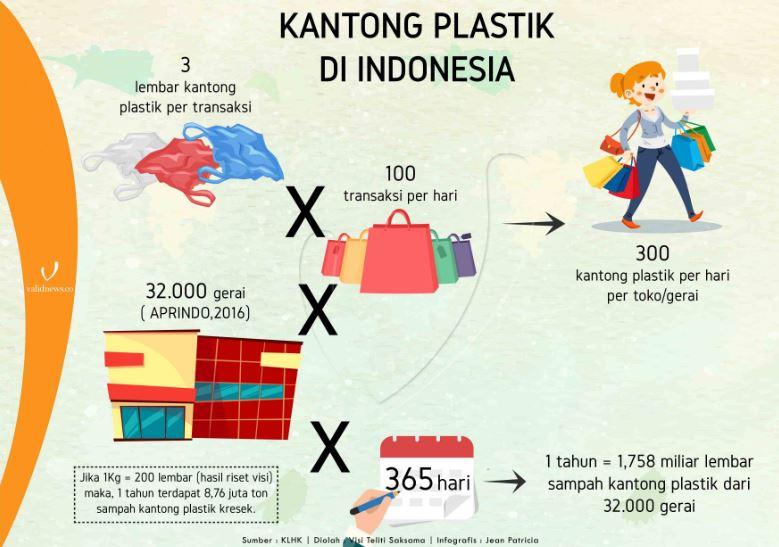 KANTONG PLASTIK
DI INDONESIA
3
lembar kantong
plastik per transaksi
X
100
transaksi per hari
300
kantong plastik per hari
per toko/gerai
validnews.co
32.000 gerai
( APRINDO,2016)
X
X
365 hari
1 tahun = 1,758 miliar lembar
sampah kantong plastik dari
32.000 gerai
Jika 1Kg = 200 lembar (hasil riset visi)
maka, 1 tahun terdapat 8,76 juta ton
sampah kantong plastik kresek.
Sumber : KLHK | Diolah : Visi Teliti Saksama | Infografis : Jean Patricia